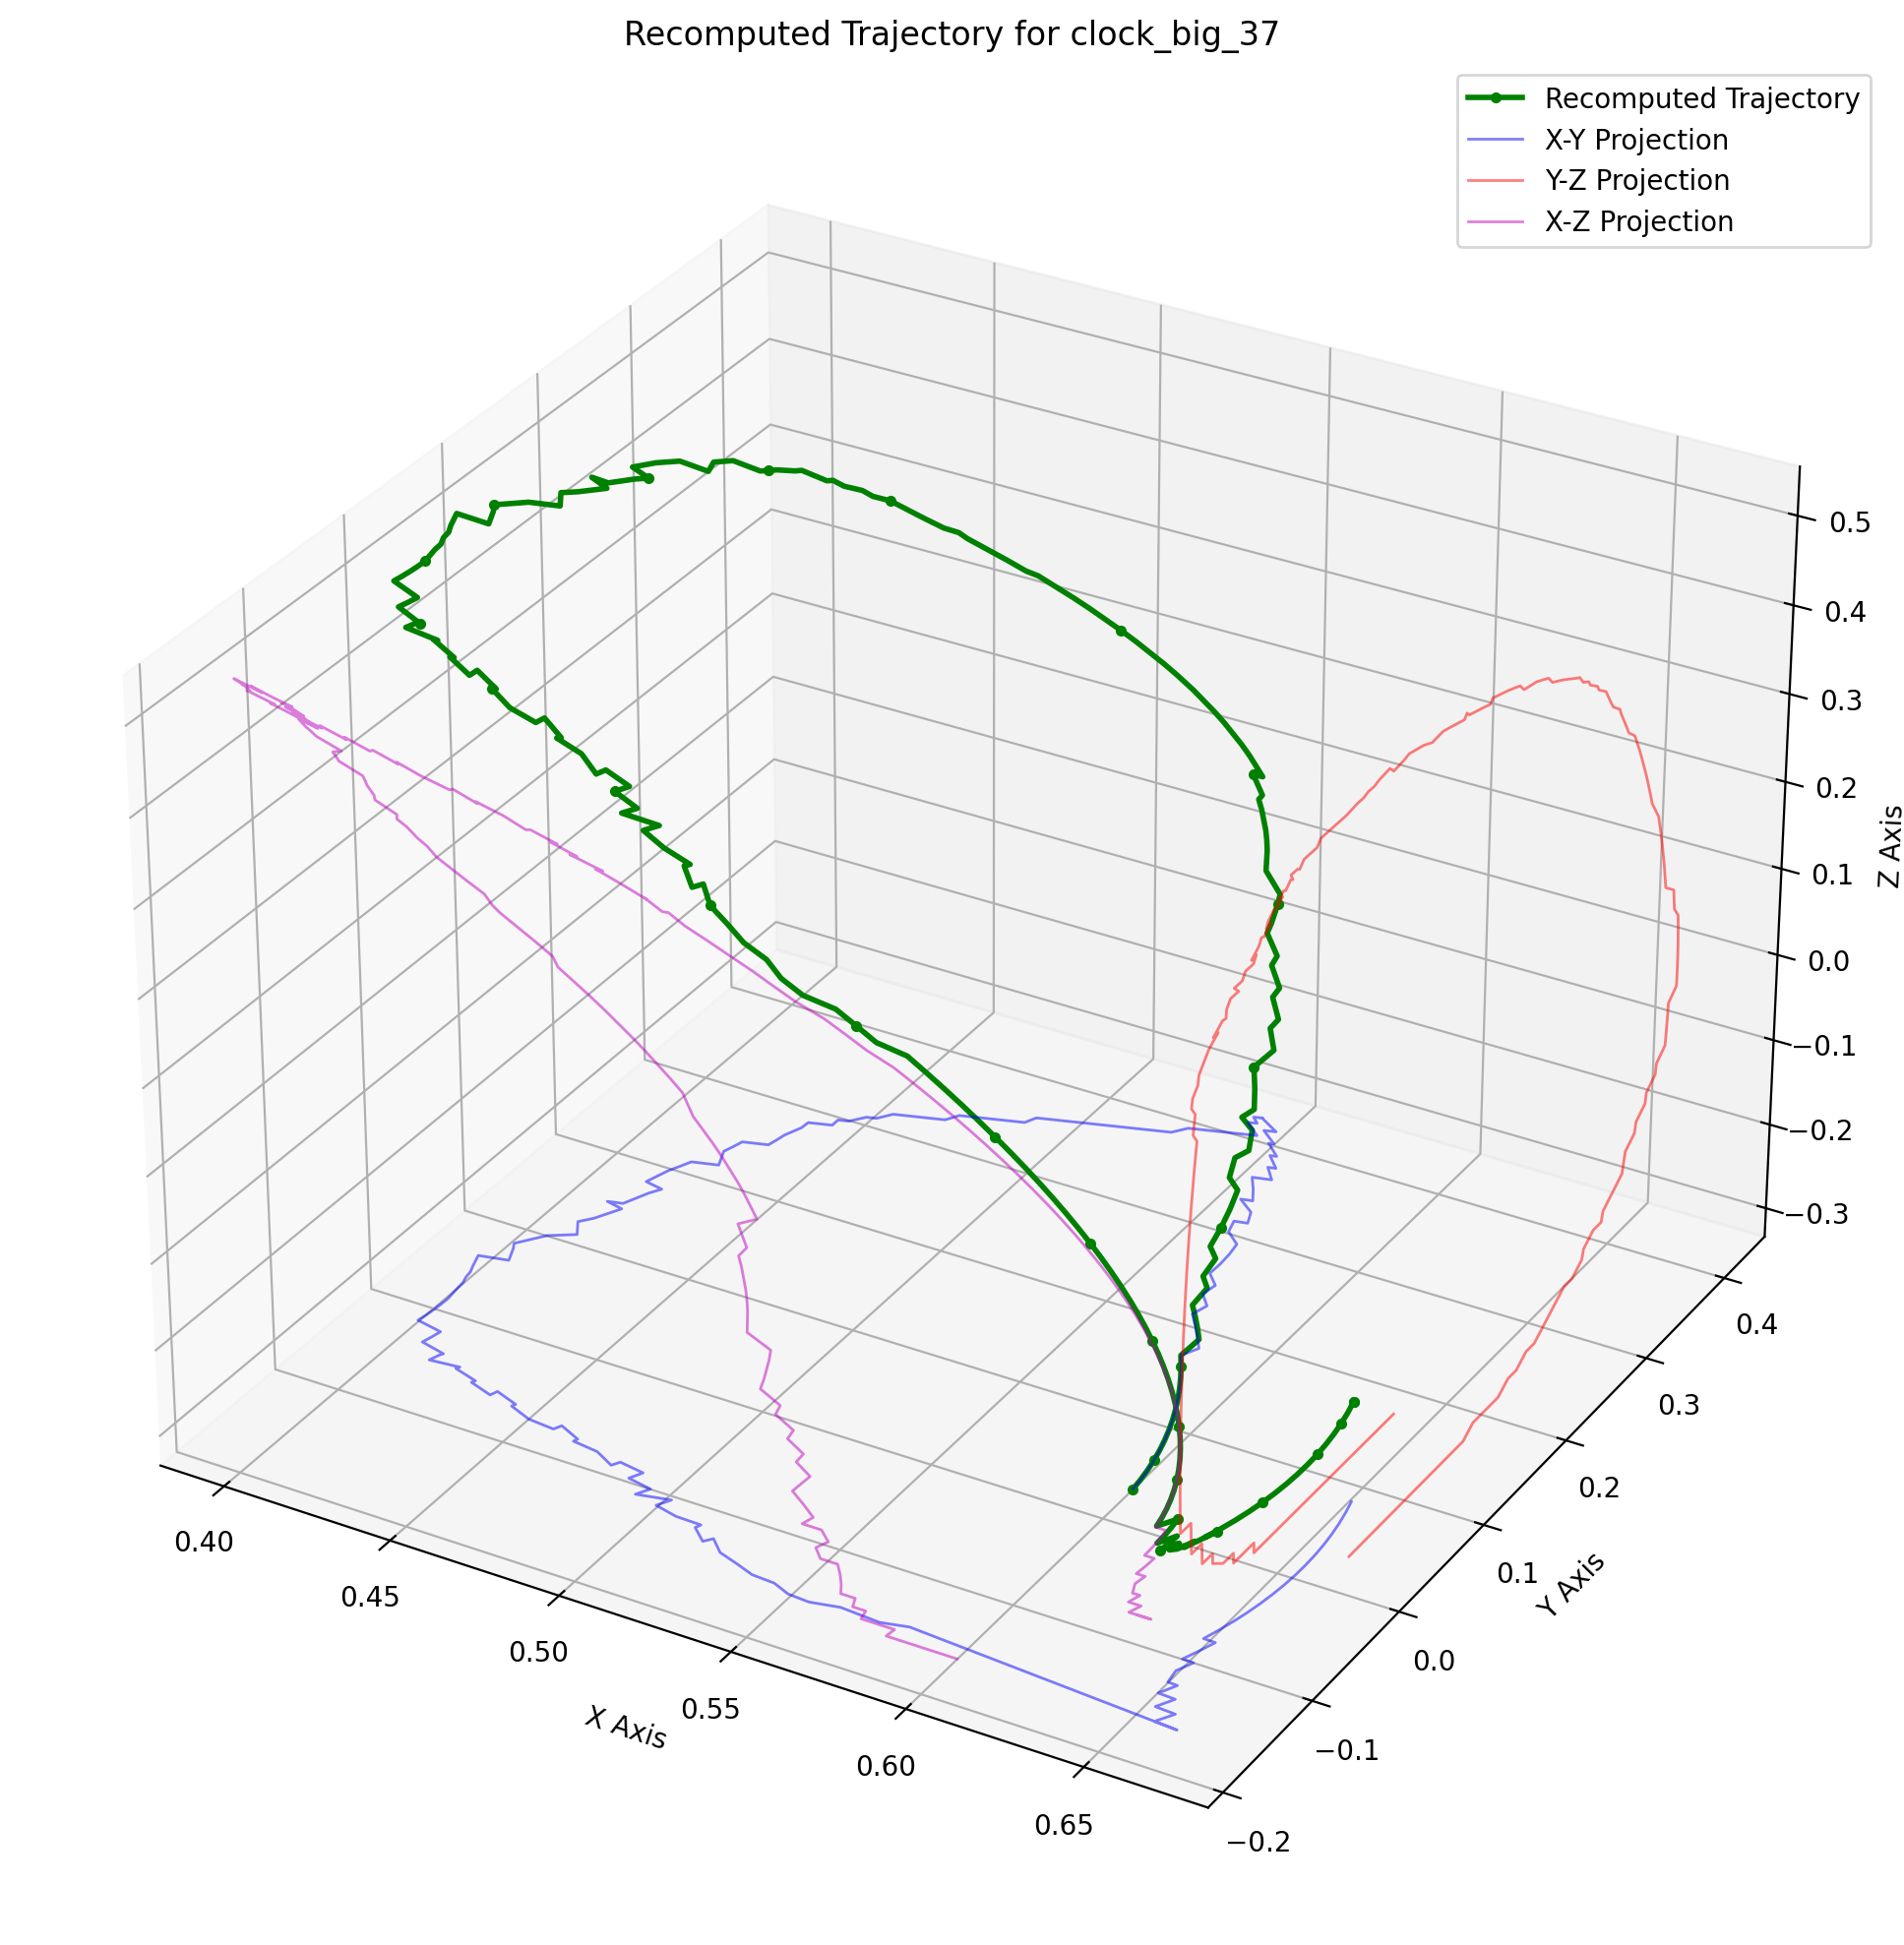 Recomputed Trajectory for clock_big_37
Recomputed Trajectory
X-Y Projection
Y-Z Projection
X-Z Projection
0.5
0.4
0.3
0.2
0.1
0.0
−0.1
−0.2
−0.3
Z Axis
0.4
0.3
0.2
0.1
0.0
−0.1
−0.2
Y Axis
0.40
0.45
0.50
0.55
0.60
0.65
X Axis